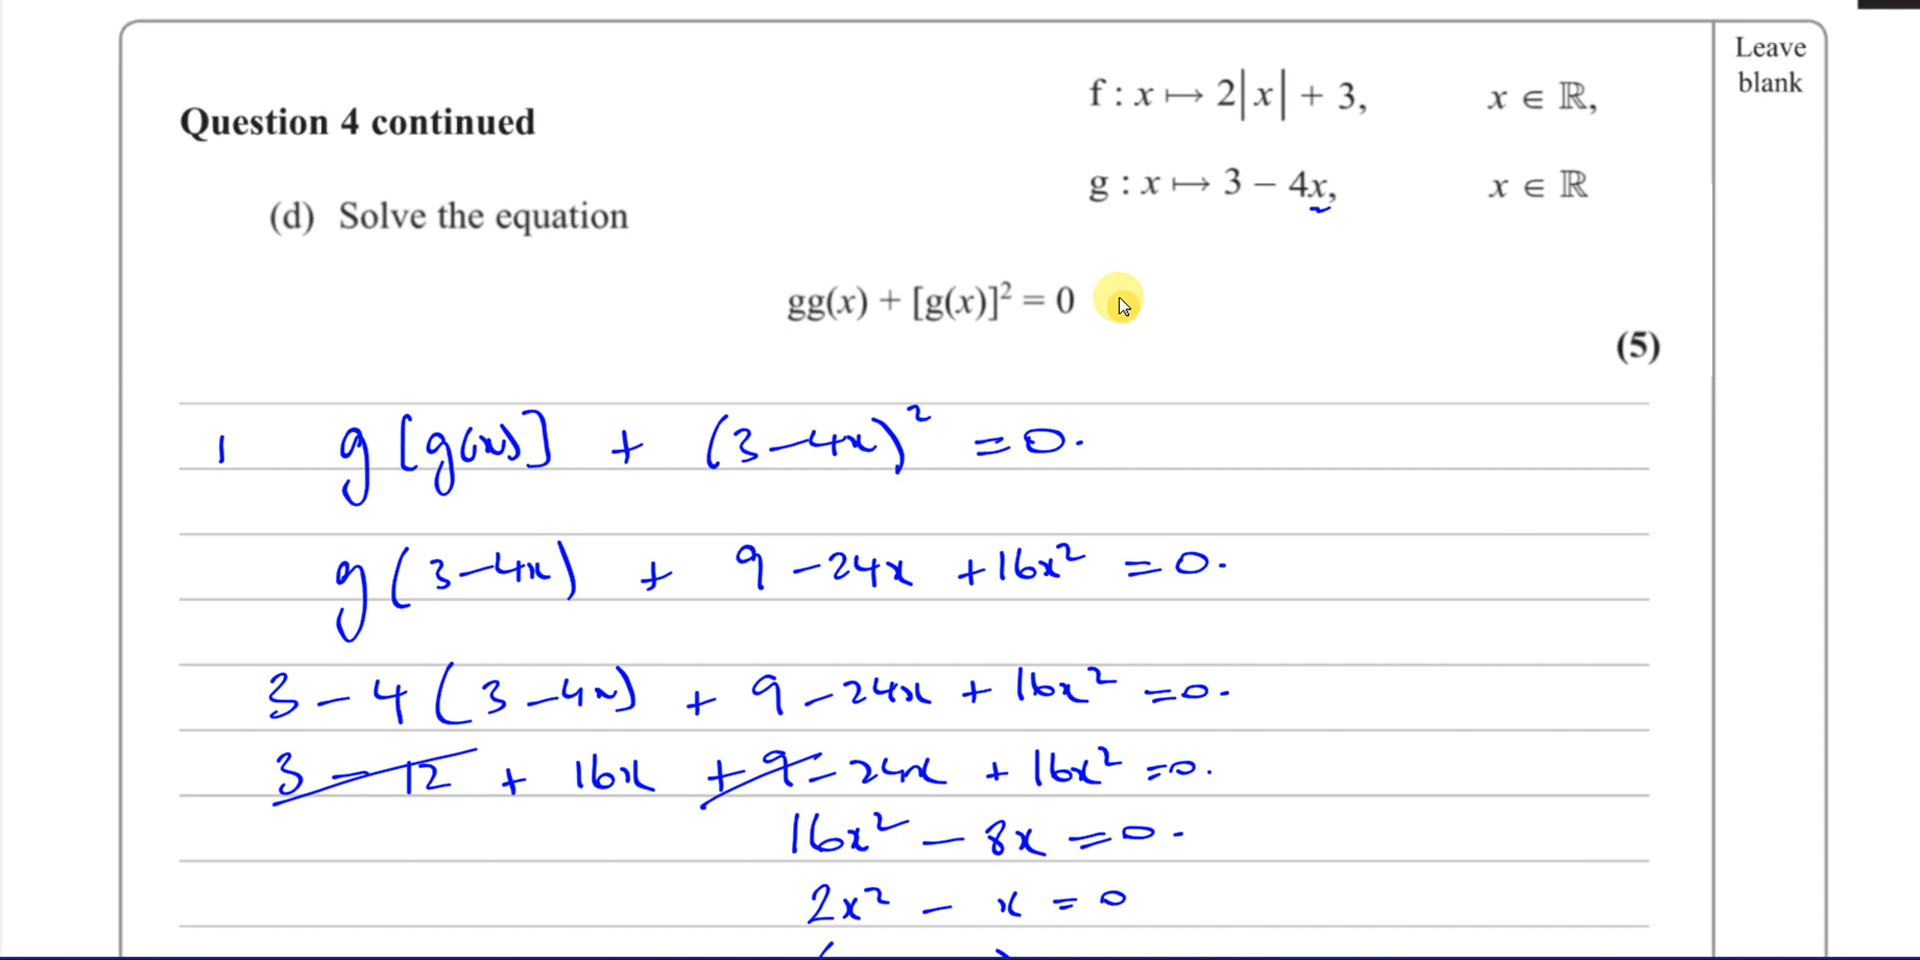 Leave
blank
f : x ↦ 2|x| + 3, x ∈ ℝ,
Question 4 continued
g : x ↦ 3 – 4x, x ∈ ℝ
(d) Solve the equation
gg(x) + [g(x)]² = 0
(5)
1 g[g(x)] + (3-4x)² = 0.
g(3-4x) + 9 - 24x + 16x² = 0.
3 - 4(3-4x) + 9 - 24x + 16x² = 0.
3 - 12 + 16x + 9 - 24x + 16x² = 0.
16x² - 8x = 0.
2x² - x = 0